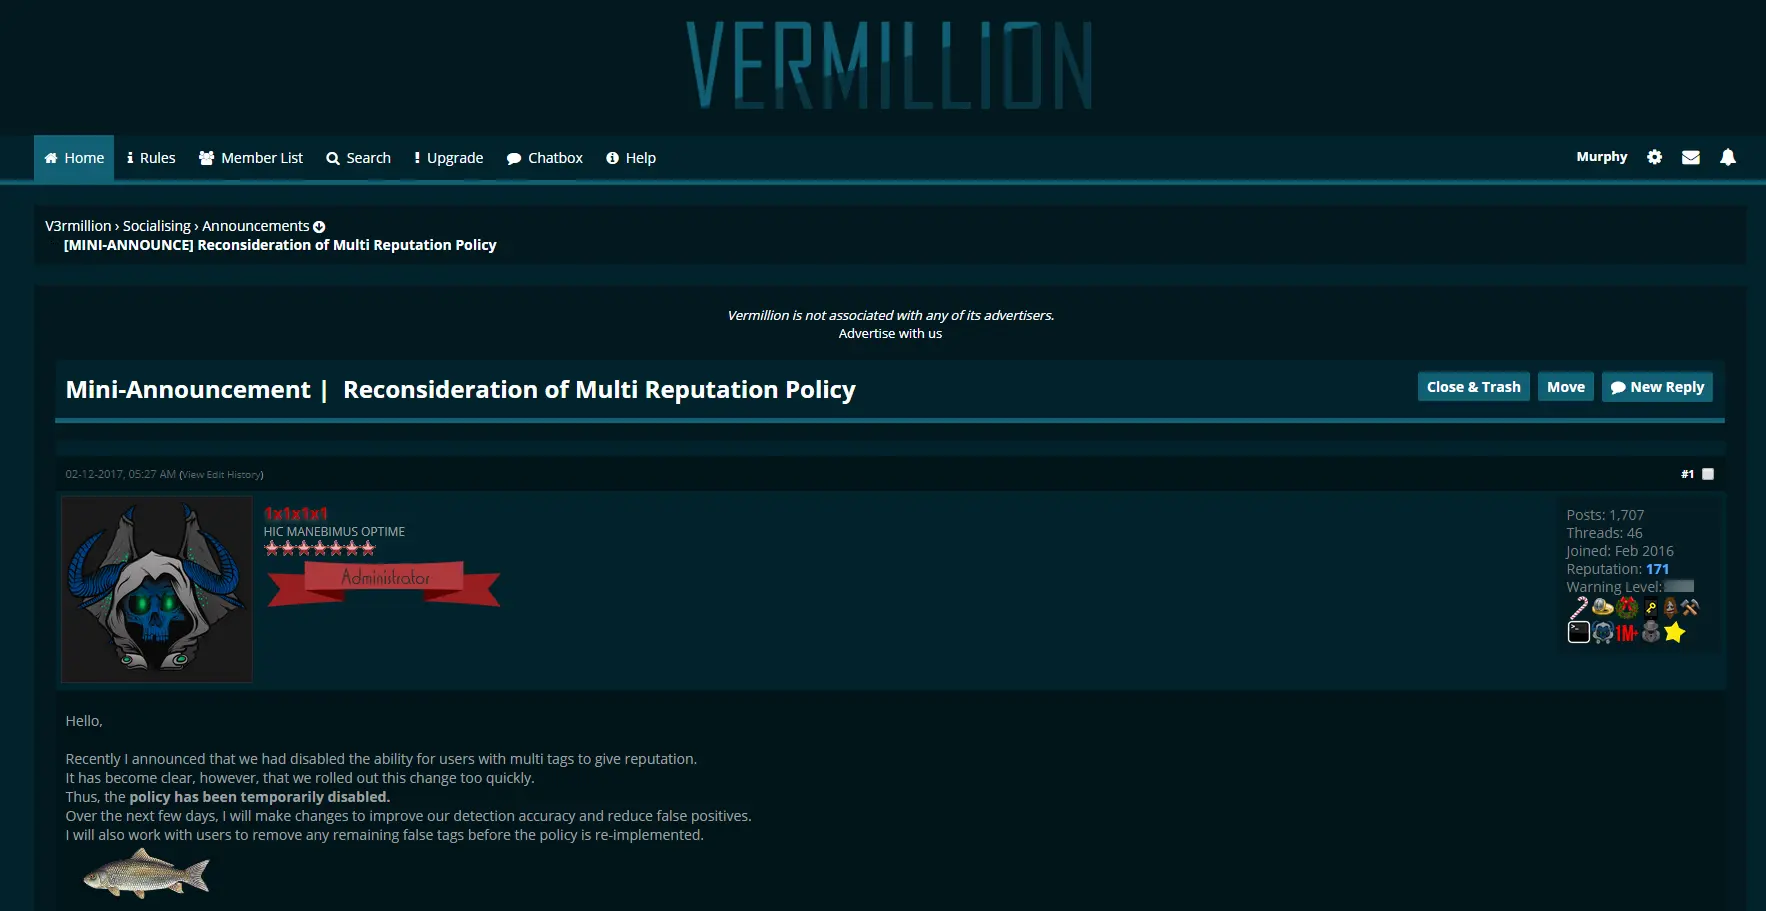 VERMILLION
Home
Rules
Member List
Search
Upgrade
Chatbox
Help
Murphy
V3rmillion › Socialising › Announcements
[MINI-ANNOUNCE] Reconsideration of Multi Reputation Policy
Vermillion is not associated with any of its advertisers.
Advertise with us
Mini-Announcement | Reconsideration of Multi Reputation Policy
Close & Trash
Move
New Reply
02-12-2017, 05:27 AM (View Edit History)
#1
1x1x1x1
HIC MANEBIMUS OPTIME
Administrator
Posts: 1,707
Threads: 46
Joined: Feb 2016
Reputation: 171
Warning Level:
1M+
Hello,
Recently I announced that we had disabled the ability for users with multi tags to give reputation.
It has become clear, however, that we rolled out this change too quickly.
Thus, the policy has been temporarily disabled.
Over the next few days, I will make changes to improve our detection accuracy and reduce false positives.
I will also work with users to remove any remaining false tags before the policy is re-implemented.